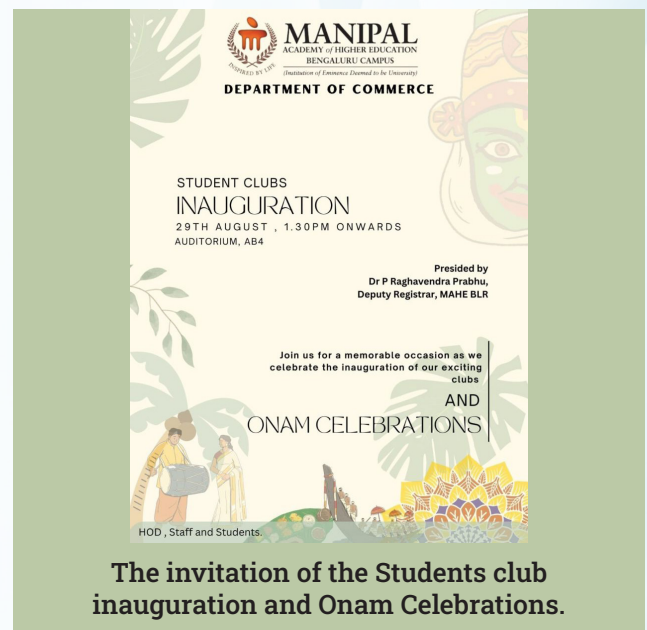 MANIPAL
ACADEMY of HIGHER EDUCATION
BENGALURU CAMPUS
(Institution of Eminence Deemed to be University)
INSPIRED BY LIFE
DEPARTMENT OF COMMERCE
STUDENT CLUBS
INAUGURATION
29TH AUGUST , 1.30PM ONWARDS
AUDITORIUM, AB4
Presided by
Dr P Raghavendra Prabhu,
Deputy Registrar, MAHE BLR
Join us for a memorable occasion as we
celebrate the inauguration of our exciting
clubs
AND
ONAM CELEBRATIONS
HOD , Staff and Students.
The invitation of the Students club
inauguration and Onam Celebrations.